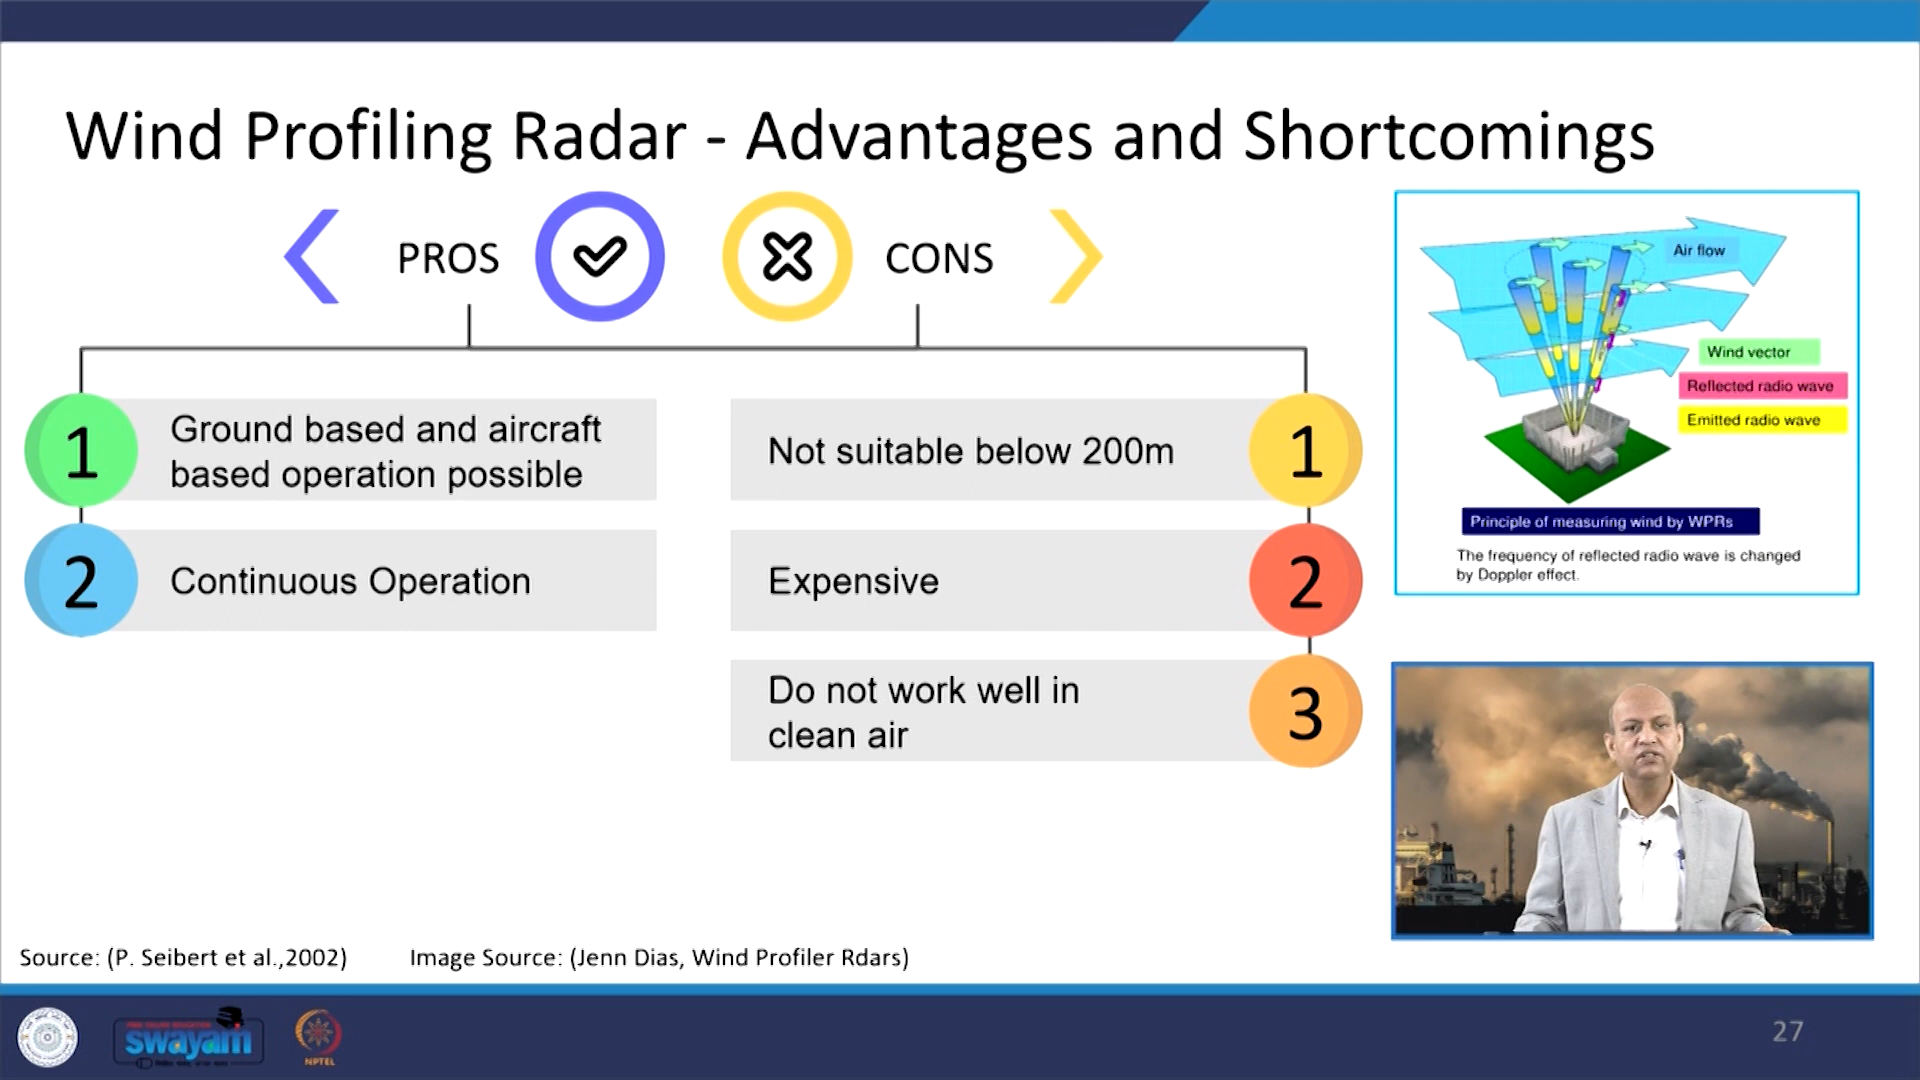 Wind Profiling Radar - Advantages and Shortcomings
PROS
CONS
1
Ground based and aircraft
based operation possible
2
Continuous Operation
Not suitable below 200m
1
Expensive
2
Do not work well in
clean air
3
Air flow
Wind vector
Reflected radio wave
Emitted radio wave
Principle of measuring wind by WPRs
The frequency of reflected radio wave is changed
by Doppler effect.
Source: (P. Seibert et al.,2002)
Image Source: (Jenn Dias, Wind Profiler Rdars)
swayam
NPTEL
27